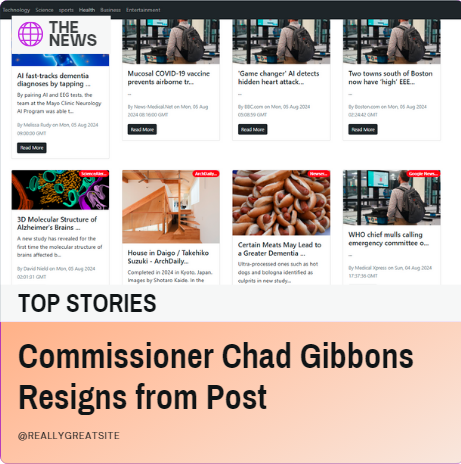 Technology Science sports Health Business Entertainment
THE
NEWS
AI fast-tracks dementia
diagnoses by tapping ...
By pairing AI and EEG tests, the
team at the Mayo Clinic Neurology
AI Program was able t...
By Melissa Rudy on Mon, 05 Aug 2024
09:00:00 GMT
Read More
Mucosal COVID-19 vaccine
prevents airborne tr...
...
By News-Medical.Net on Mon, 05 Aug
2024 08:16:00 GMT
Read More
'Game changer' AI detects
hidden heart attack...
...
By BBC.com on Mon, 05 Aug 2024
05:08:59 GMT
Read More
Two towns south of Boston
now have 'high' EEE...
...
By Boston.com on Mon, 05 Aug 2024
02:24:42 GMT
Read More
ScienceAle...
3D Molecular Structure of
Alzheimer's Brains ...
A new study has revealed for the
first time the molecular structure of
brains affected b...
By David Nield on Mon, 05 Aug 2024
00:01:01 GMT
ArchDaily...
House in Daigo / Takehiko
Suzuki - ArchDaily...
Completed in 2024 in Kyoto, Japan.
Images by Shotaro Kaide. In the
Certain Meats May Lead to
a Greater Dementia ...
Ultra-processed ones such as hot
dogs and bologna identified as
culprits in new study...
Google News...
WHO chief mulls calling
emergency committee o...
...
By Medical Xpress on Sun, 04 Aug 2024
17:37:39 GMT
TOP STORIES
Commissioner Chad Gibbons
Resigns from Post
@REALLYGREATSITE